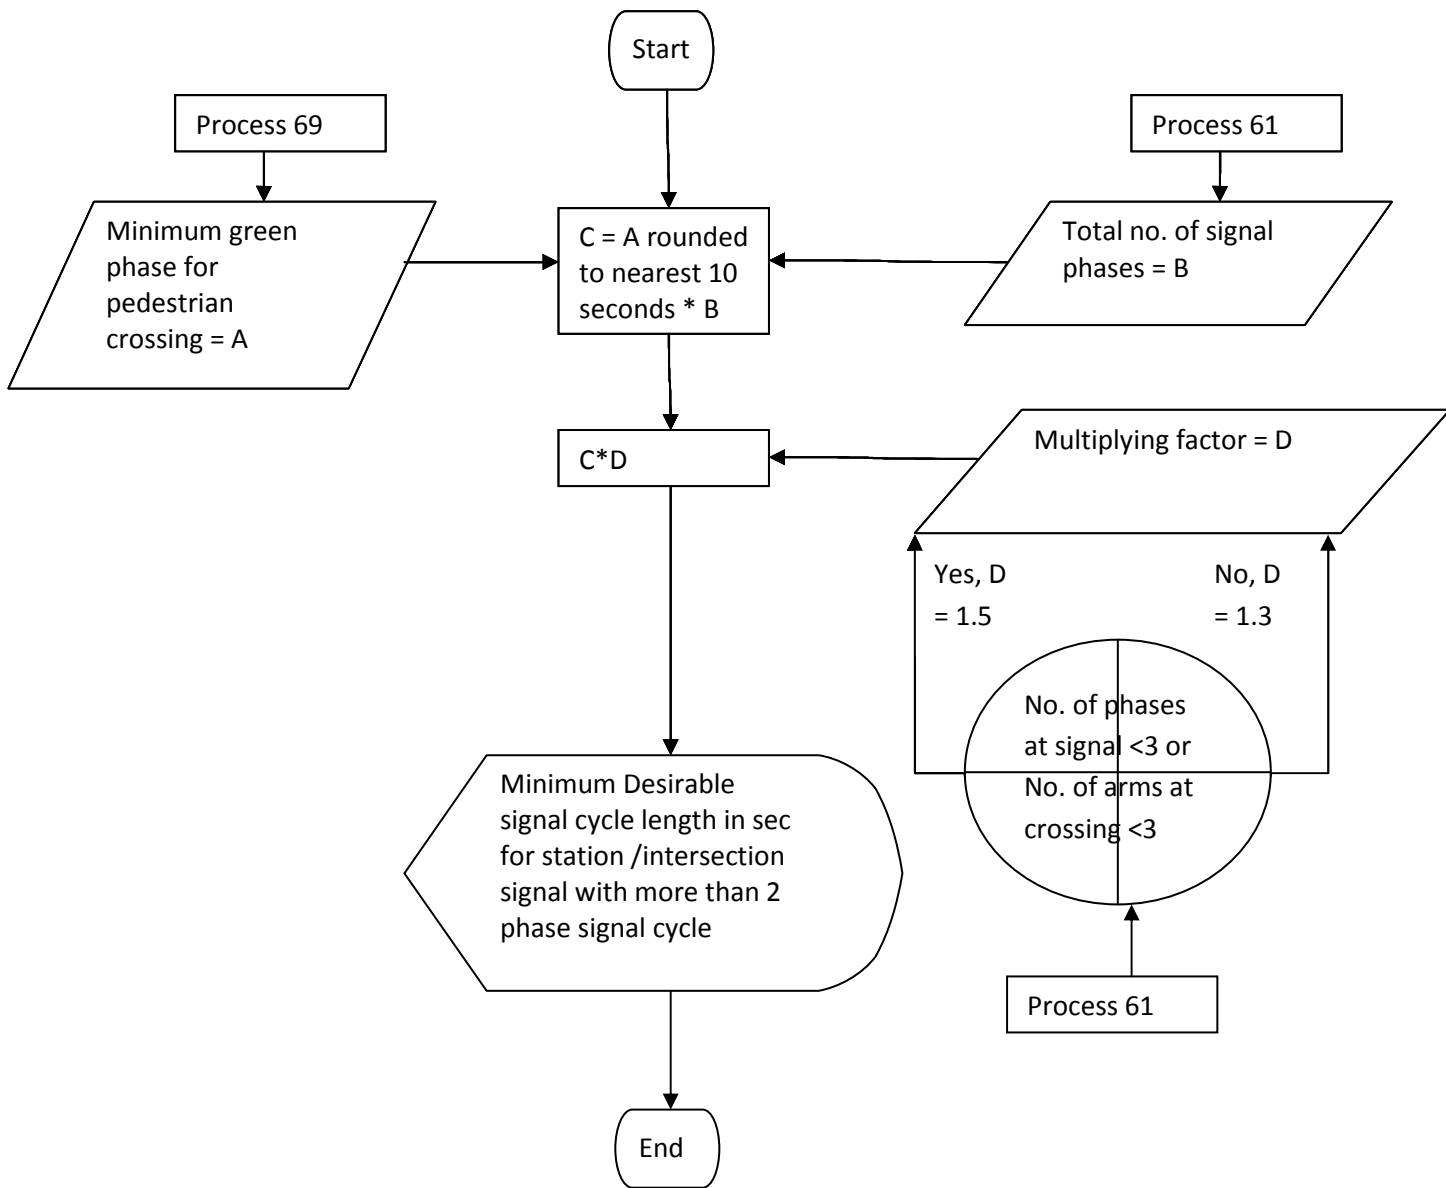 Start
Process 69
Process 61
Minimum green
phase for
pedestrian
crossing = A
C = A rounded
to nearest 10
seconds * B
Total no. of signal
phases = B
C*D
Multiplying factor = D
Yes, D
= 1.5
No, D
= 1.3
No. of phases
at signal <3 or
No. of arms at
crossing <3
Minimum Desirable
signal cycle length in sec
for station /intersection
signal with more than 2
phase signal cycle
Process 61
End